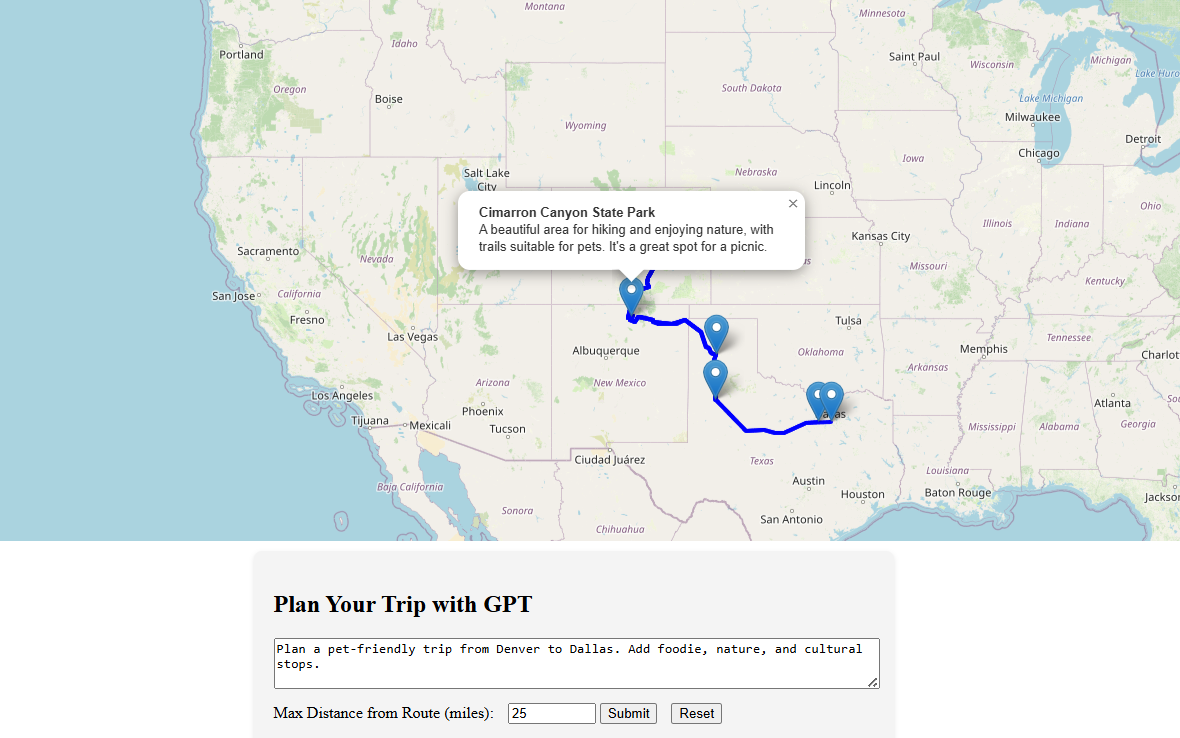 Montana
Minnesota
Portland
Idaho
Saint Paul
Wisconsin
Michigan
Lake Huro
Oregon
Boise
South Dakota
Lake Michigan
Milwaukee
Wyoming
Detroit
Chicago
Iowa
Salt Lake
City
Nebraska
Lincoln
Ohio
Cimarron Canyon State Park
×
A beautiful area for hiking and enjoying nature, with
trails suitable for pets. It's a great spot for a picnic.
Illinois
Indiana
Kansas City
Sacramento
Nevada
Missouri
Kentucky
San Jose
California
Fresno
Las Vegas
Tulsa
Tennessee
Albuquerque
Oklahoma
Memphis
Charlot
Arkansas
Arizona
New Mexico
Los Angeles
Atlanta
Phoenix
Tijuana
Mexicali
Tucson
Mississippi
Alabama
Georgia
Ciudad Juárez
Texas
Louisiana
Baja California
Austin
Houston
Baton Rouge
Jackson
Sonora
San Antonio
Chihuahua
Plan Your Trip with GPT
Plan a pet-friendly trip from Denver to Dallas. Add foodie, nature, and cultural
stops.
Max Distance from Route (miles): 25 Submit Reset